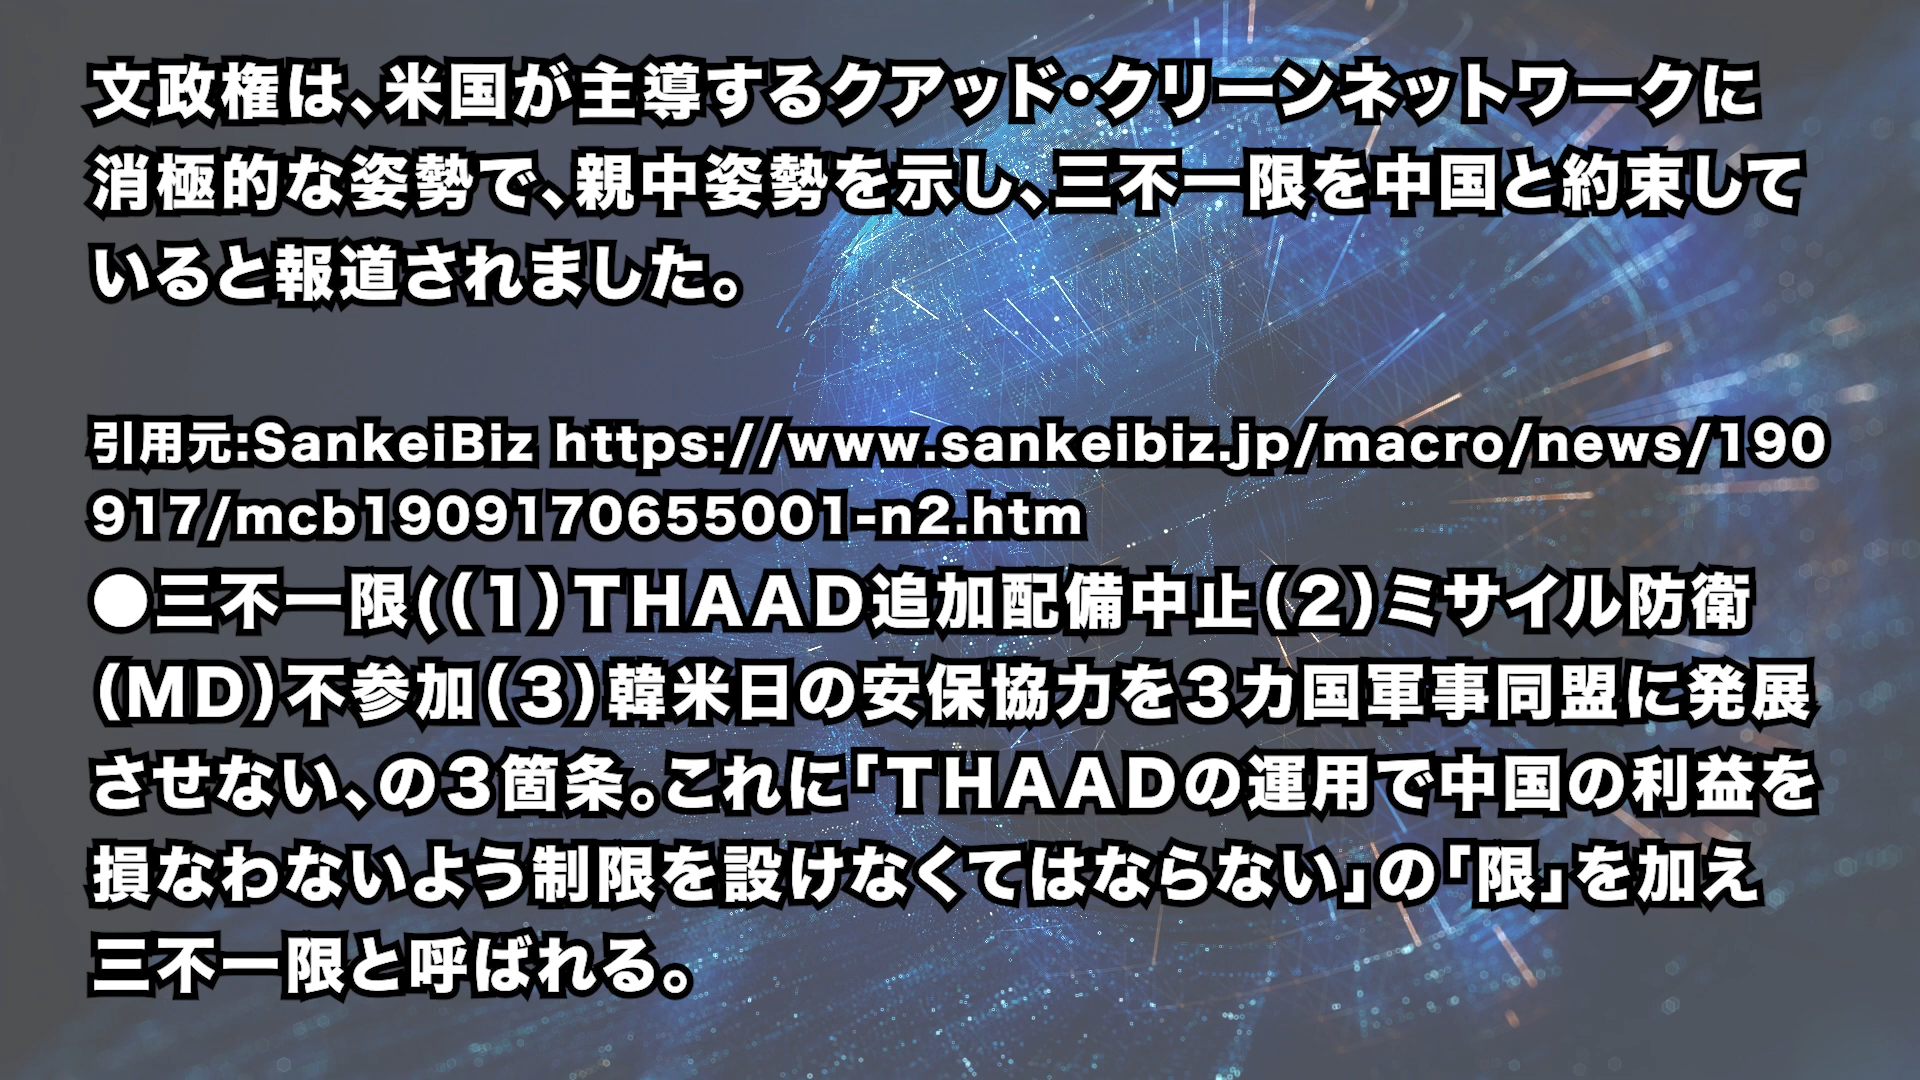 文政権は、米国が主導するクアッド・クリーンネットワークに
消極的な姿勢で、親中姿勢を示し、三不一限を中国と約束して
いると報道されました。
引用元:SankeiBiz https://www.sankeibiz.jp/macro/news/190
917/mcb1909170655001-n2.htm
●三不一限(（１）ＴＨＡＡＤ追加配備中止（２）ミサイル防衛
（ＭＤ）不参加（３）韓米日の安保協力を３カ国軍事同盟に発展
させない、の３箇条。これに「ＴＨＡＡＤの運用で中国の利益を
損なわないよう制限を設けなくてはならない」の「限」を加え
三不一限と呼ばれる。